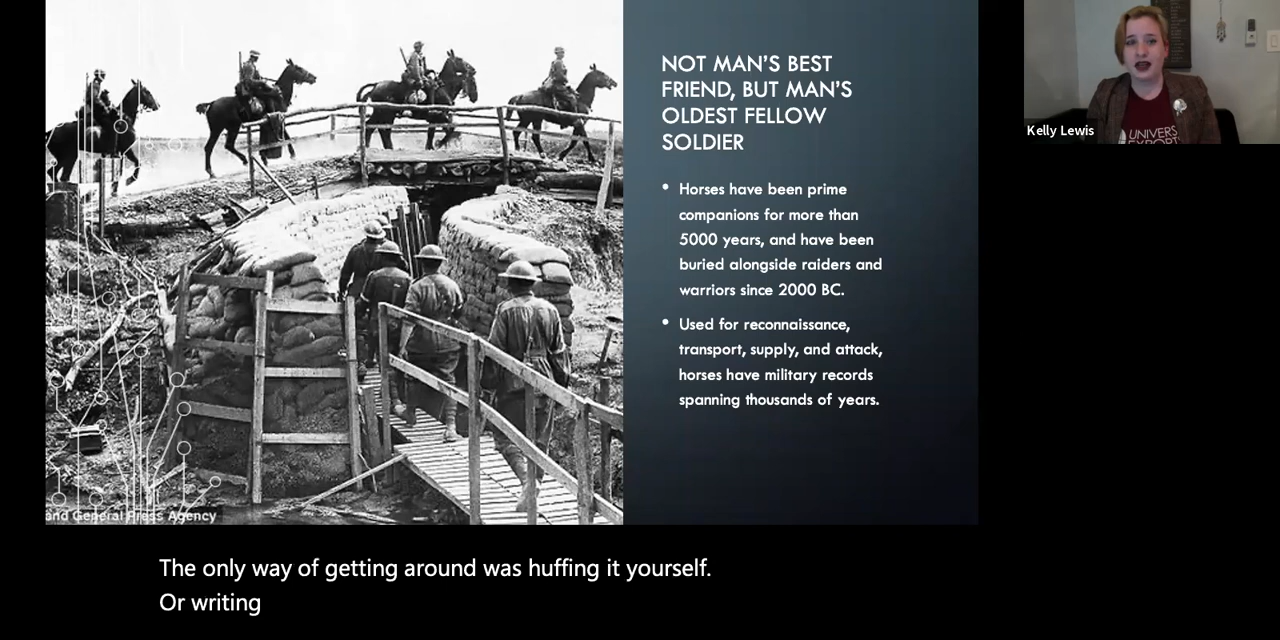 NOT MAN'S BEST
FRIEND, BUT MAN'S
OLDEST FELLOW
SOLDIER
• Horses have been prime
companions for more than
5000 years, and have been
buried alongside raiders and
warriors since 2000 BC.
• Used for reconnaissance,
transport, supply, and attack,
horses have military records
spanning thousands of years.
and General Press Agency
Kelly Lewis
UNIVERS
The only way of getting around was huffing it yourself.
Or writing